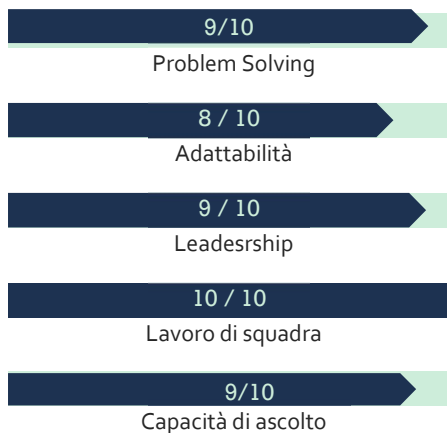 9/10
Problem Solving
8 / 10
Adattabilità
9 / 10
Leadesrship
10 / 10
Lavoro di squadra
9/10
Capacità di ascolto